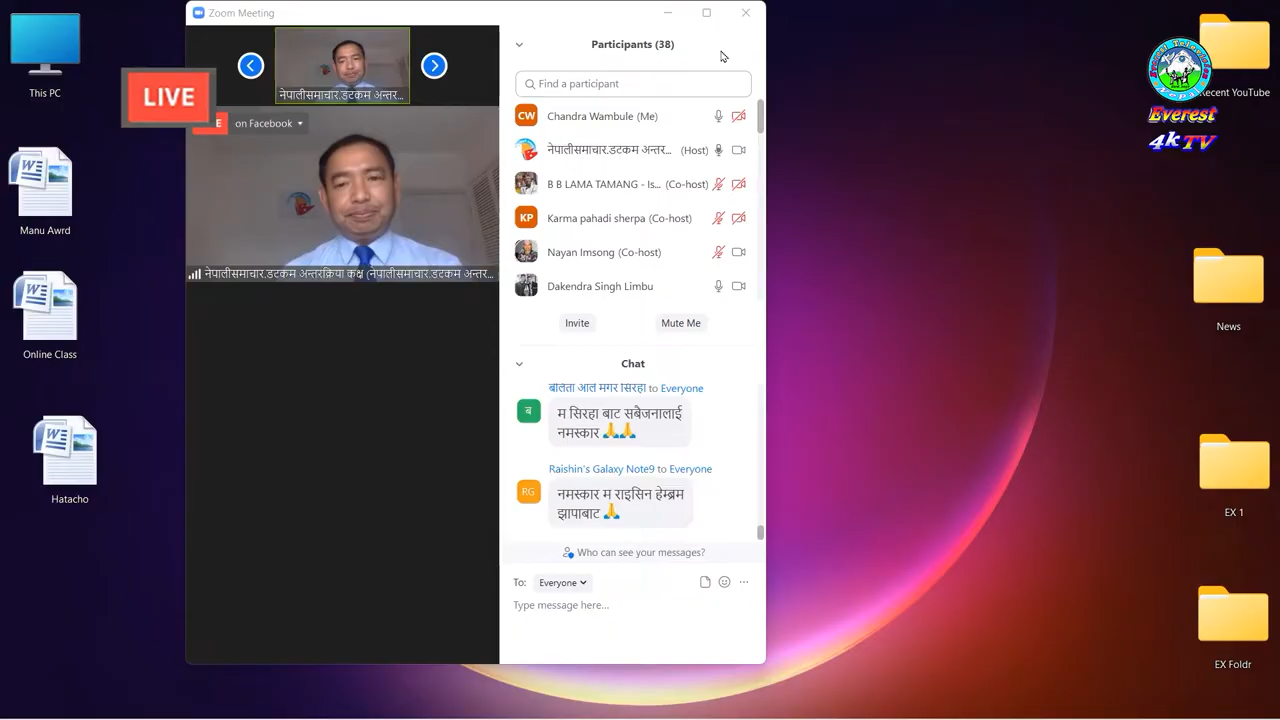 Zoom Meeting
This PC
नेपालीसमाचार.डटकम अन्तर...
LIVE
on Facebook
नेपालीसमाचार.डटकम अन्तरक्रिया कक्ष (नेपालीसमाचार.डटकम अन्तर...
Participants (38)
Find a participant
CW Chandra Wambule (Me)
नेपालीसमाचार.डटकम अन्तर... (Host)
B B LAMA TAMANG - Is... (Co-host)
KP Karma pahadi sherpa (Co-host)
Nayan Imsong (Co-host)
Dakendra Singh Limbu
Invite Mute Me
Chat
to Everyone
ब
म सिरहा बाट सबैजनालाई
नमस्कार 🙏🙏
Raishin's Galaxy Note9 to Everyone
RG
नमस्कार म राइसिन हेम्ब्रम
झापाबाट 🙏
Who can see your messages?
To: Everyone
Type message here...
Manu Awrd
Online Class
Hatacho
Everest Television
Nepal
Everest
4k TV
Recent YouTube
News
EX 1
EX Foldr